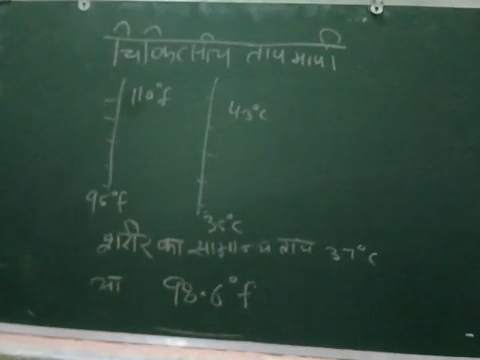 चिकित्सीय तापमापी
110°f 43°c
95°f 35°c
शरीर का सामान्य ताप 37°c
या 98.6°f